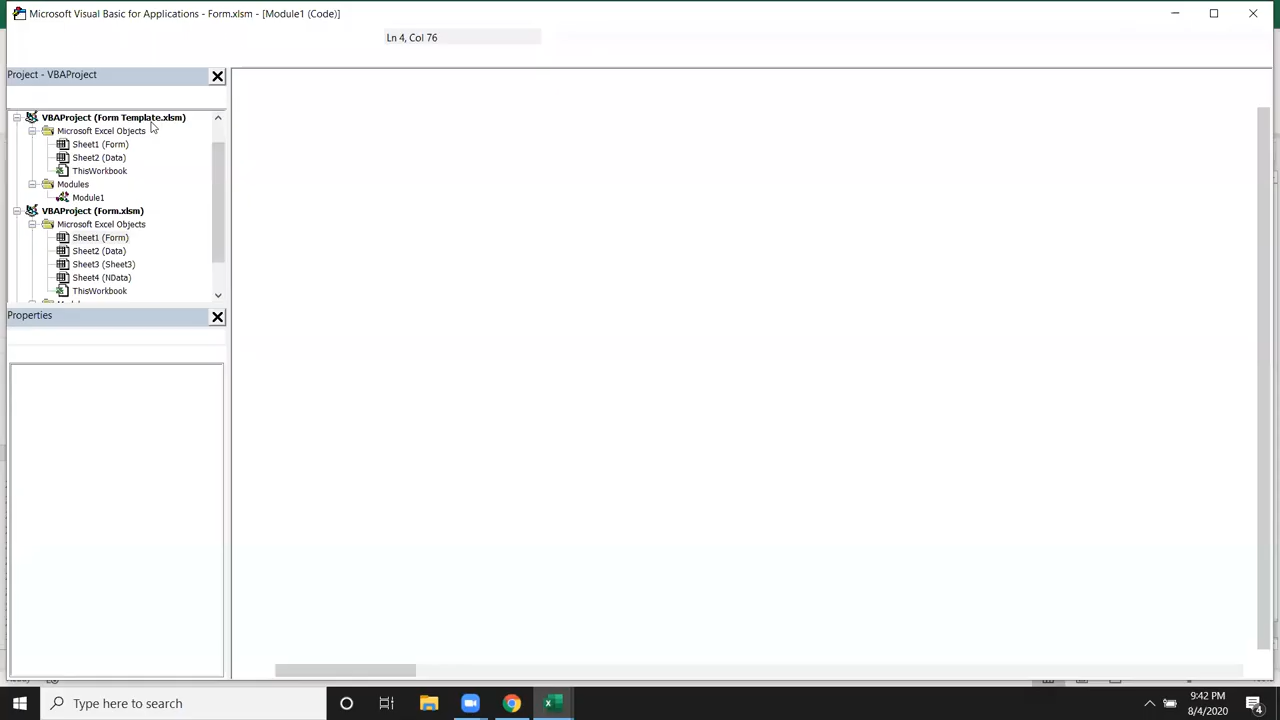 Microsoft Visual Basic for Applications - Form.xlsm - [Module1 (Code)]
Ln 4, Col 76
Project - VBAProject
VBAProject (Form Template.xlsm)
Microsoft Excel Objects
Sheet1 (Form)
Sheet2 (Data)
ThisWorkbook
Modules
Module1
VBAProject (Form.xlsm)
Microsoft Excel Objects
Sheet1 (Form)
Sheet2 (Data)
Sheet3 (Sheet3)
Sheet4 (NData)
ThisWorkbook
Properties
Type here to search
9:42 PM
8/4/2020
4